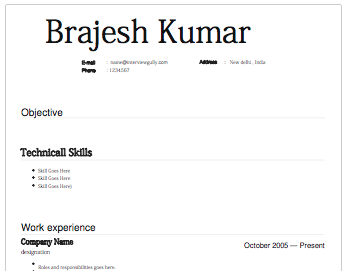 Brajesh Kumar
E-mail : name@interviewgully.com Address : New delhi , India
Phone : 1234567
Objective
Technicall Skills
Skill Goes Here
Skill Goes Here
Skill Goes Here)
Work experience
Company Name October 2005 — Present
designation
Roles and responsibilities goes here.